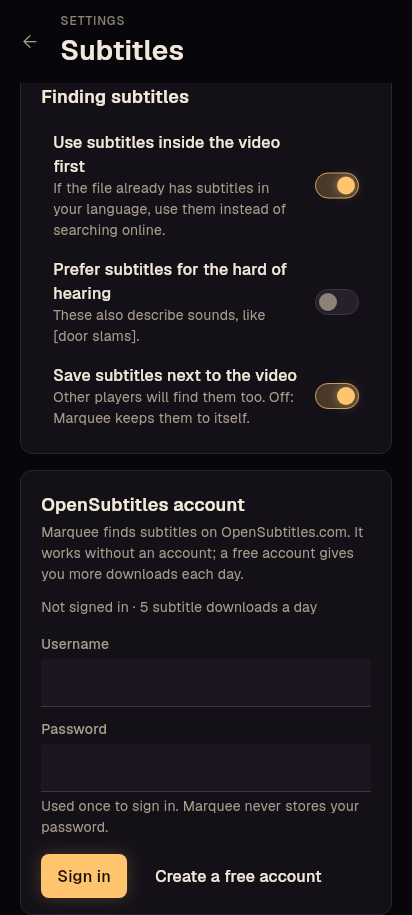 SETTINGS
Subtitles
Finding subtitles
Use subtitles inside the video
first
If the file already has subtitles in
your language, use them instead of
searching online.
Prefer subtitles for the hard of
hearing
These also describe sounds, like
[door slams].
Save subtitles next to the video
Other players will find them too. Off:
Marquee keeps them to itself.
OpenSubtitles account
Marquee finds subtitles on OpenSubtitles.com. It
works without an account; a free account gives
you more downloads each day.
Not signed in · 5 subtitle downloads a day
Username
Password
Used once to sign in. Marquee never stores your
password.
Sign in
Create a free account